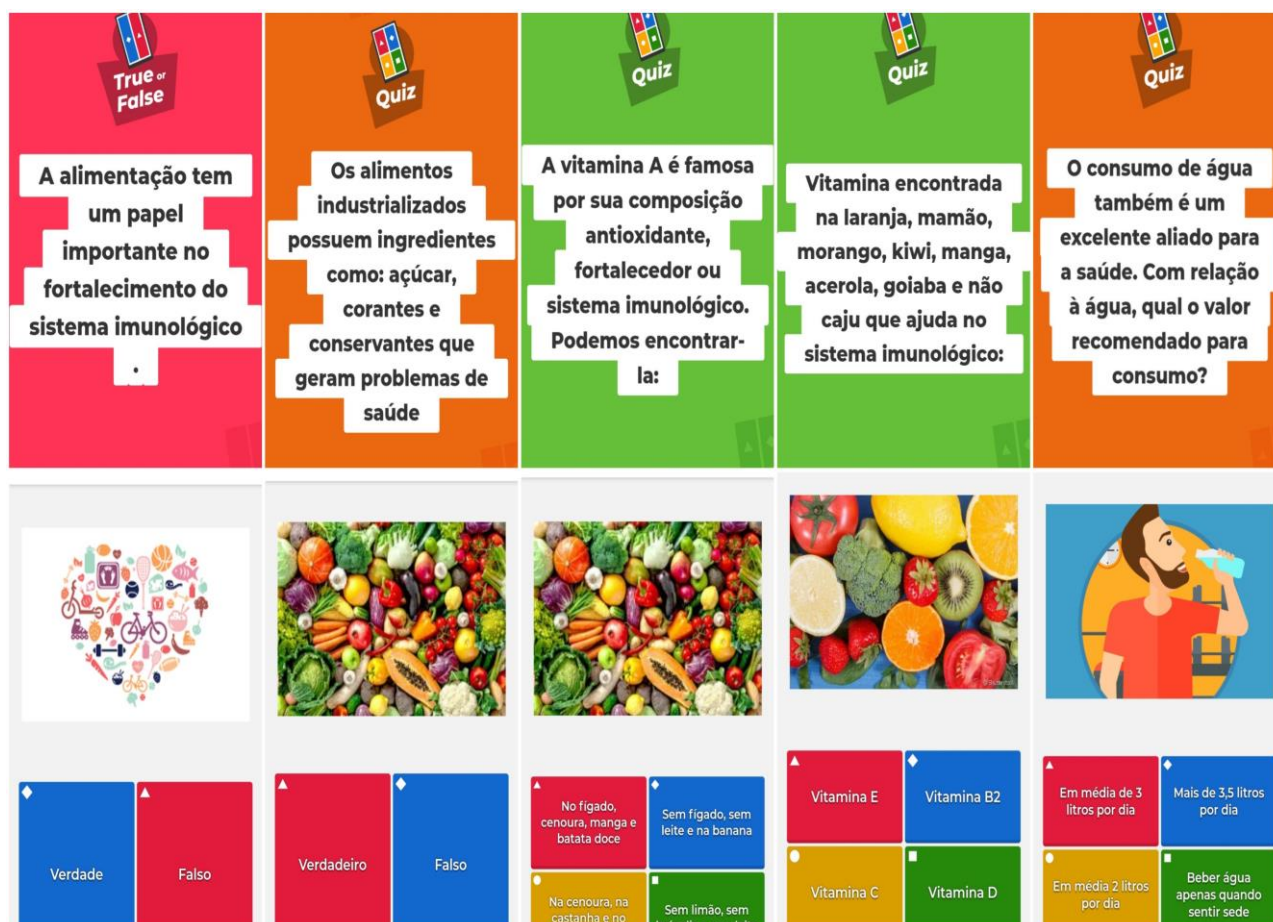 True or
False
A alimentação tem
um papel
importante no
fortalecimento do
sistema imunológico
.
Quiz
Os alimentos
industrializados
possuem ingredientes
como: açúcar,
corantes e
conservantes que
geram problemas de
saúde
Quiz
A vitamina A é famosa
por sua composição
antioxidante,
fortalecedor ou
sistema imunológico.
Podemos encontrar-
la:
Quiz
Vitamina encontrada
na laranja, mamão,
morango, kiwi, manga,
acerola, goiaba e não
caju que ajuda no
sistema imunológico:
Quiz
O consumo de água
também é um
excelente aliado para
a saúde. Com relação
à água, qual o valor
recomendado para
consumo?
Verdade
Falso
Verdadeiro
Falso
No fígado,
cenoura, manga e
batata doce
Sem fígado, sem
leite e na banana
Na cenoura, na
castanha e no
Sem limão, sem
Vitamina E
Vitamina B2
Vitamina C
Vitamina D
Em média de 3
litros por dia
Mais de 3,5 litros
por dia
Em média 2 litros
por dia
Beber água
apenas quando
sentir sede